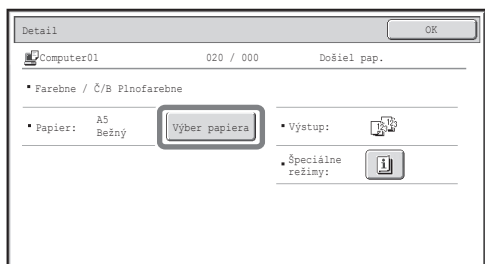 Detail
OK
Computer01 020 / 000 Došiel pap.
Farebne / Č/B Plnofarebne
Papier: A5
Bežný
Výber papiera
Výstup:
Špeciálne
režimy: